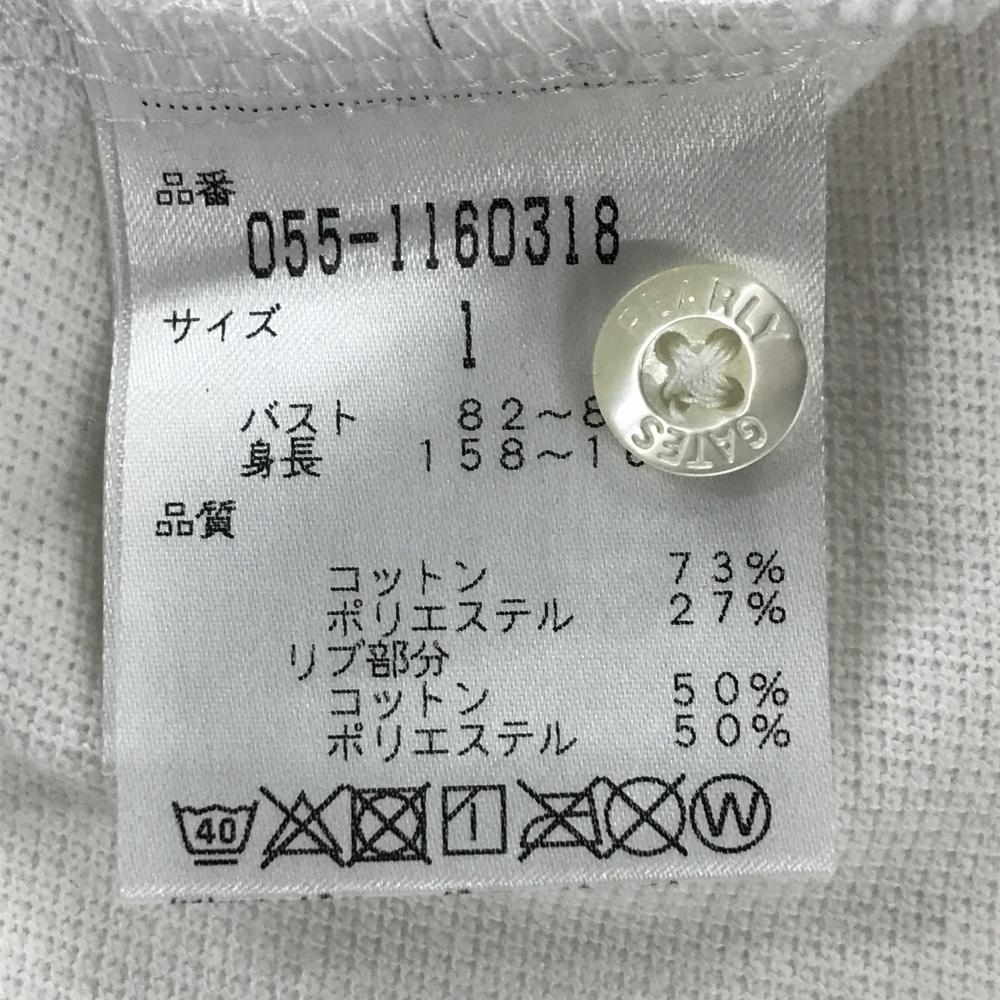 品番
055-1160318
サイズ 1
バスト 82～8
身長 158～1
品質
コットン 73%
ポリエステル 27%
リブ部分
コットン 50%
ポリエステル 50%
40 W
PEARLY
GATES